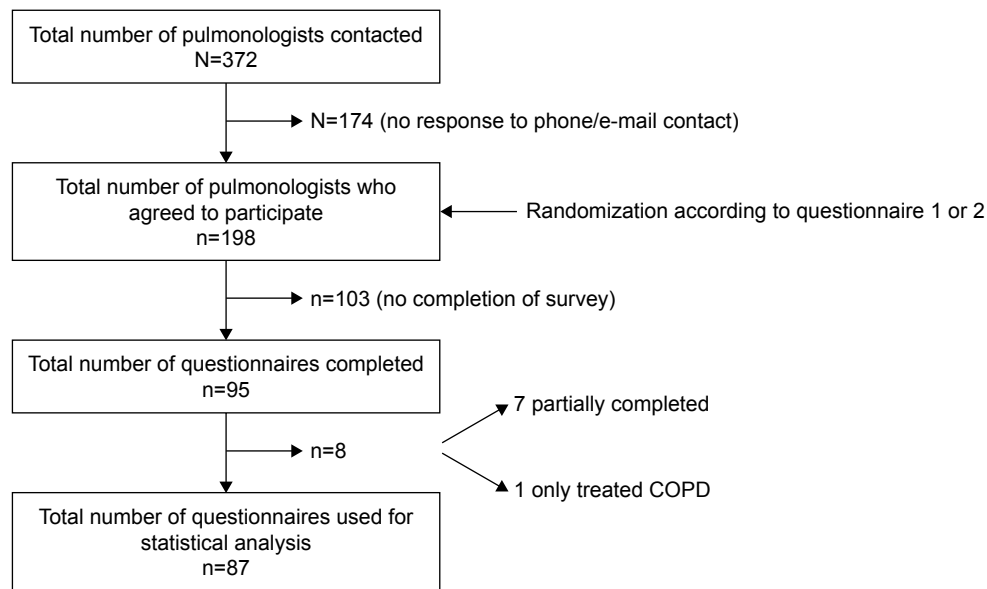 Total number of pulmonologists contacted
N=372
N=174 (no response to phone/e-mail contact)
Total number of pulmonologists who
agreed to participate
n=198
Randomization according to questionnaire 1 or 2
n=103 (no completion of survey)
Total number of questionnaires completed
n=95
7 partially completed
n=8
1 only treated COPD
Total number of questionnaires used for
statistical analysis
n=87